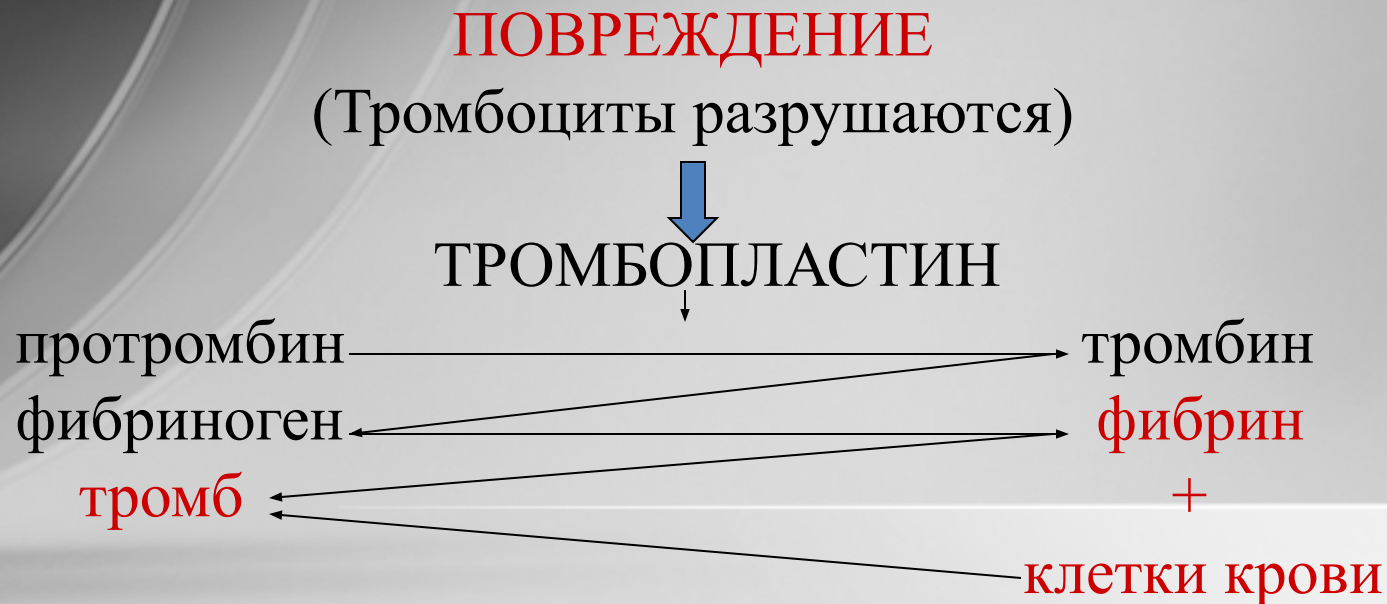 ПОВРЕЖДЕНИЕ
(Тромбоциты разрушаются)
ТРОМБОПЛАСТИН
протромбин тромбин
фибриноген фибрин
тромб +
клетки крови